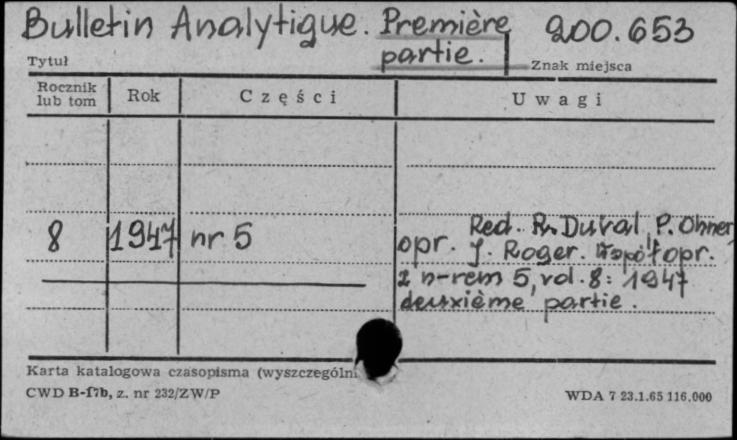 Bulletin Analytique. Première 200.653
partie.
Tytuł Znak miejsca
Rocznik
lub tom Rok Części Uwagi
Red. R. Duval, P. Ohner,
8 1947 nr 5 opr. J. Roger. Współopr.
z n-rem 5, vol. 8: 1947
deuxième partie.
Karta katalogowa czasopisma (wyszczególni
CWD B-17b, z. nr 232/ZW/P WDA 7 23.1.65 116.000